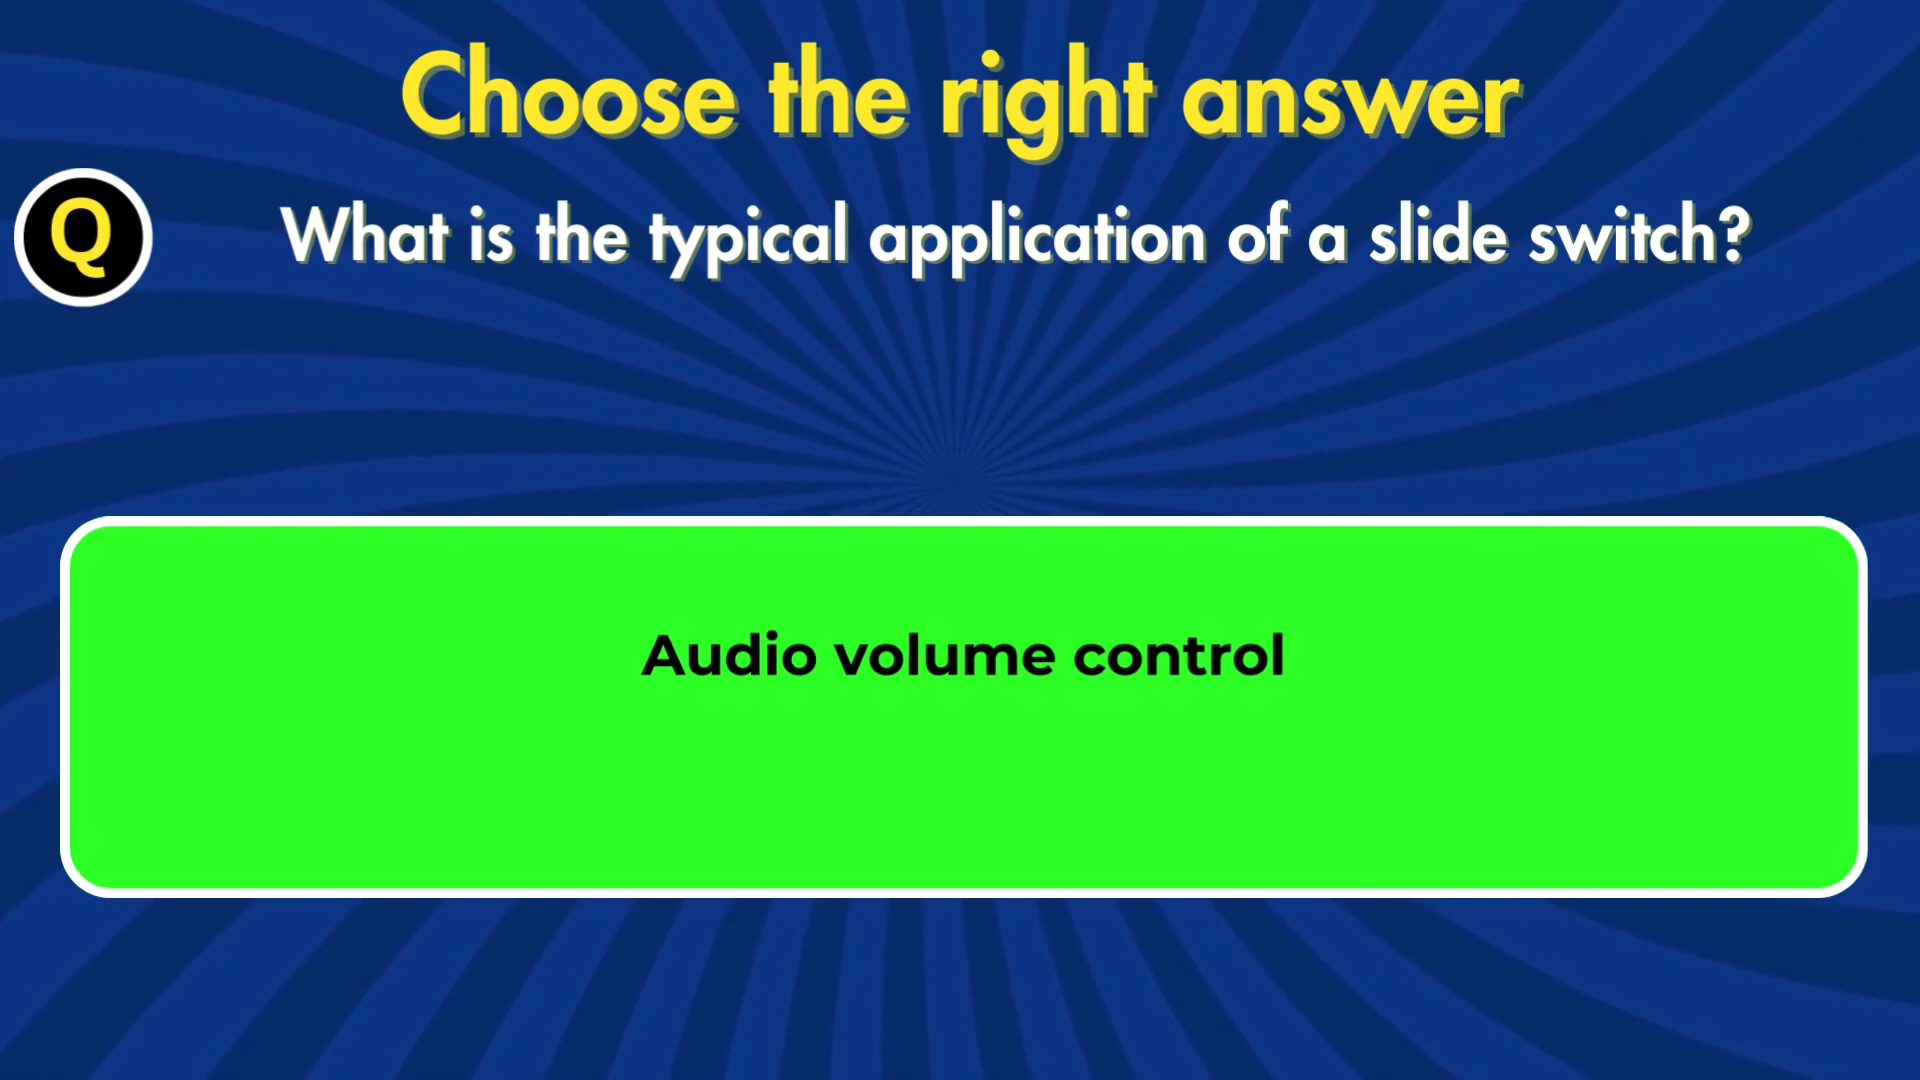 Choose the right answer
Q
What is the typical application of a slide switch?
Audio volume control